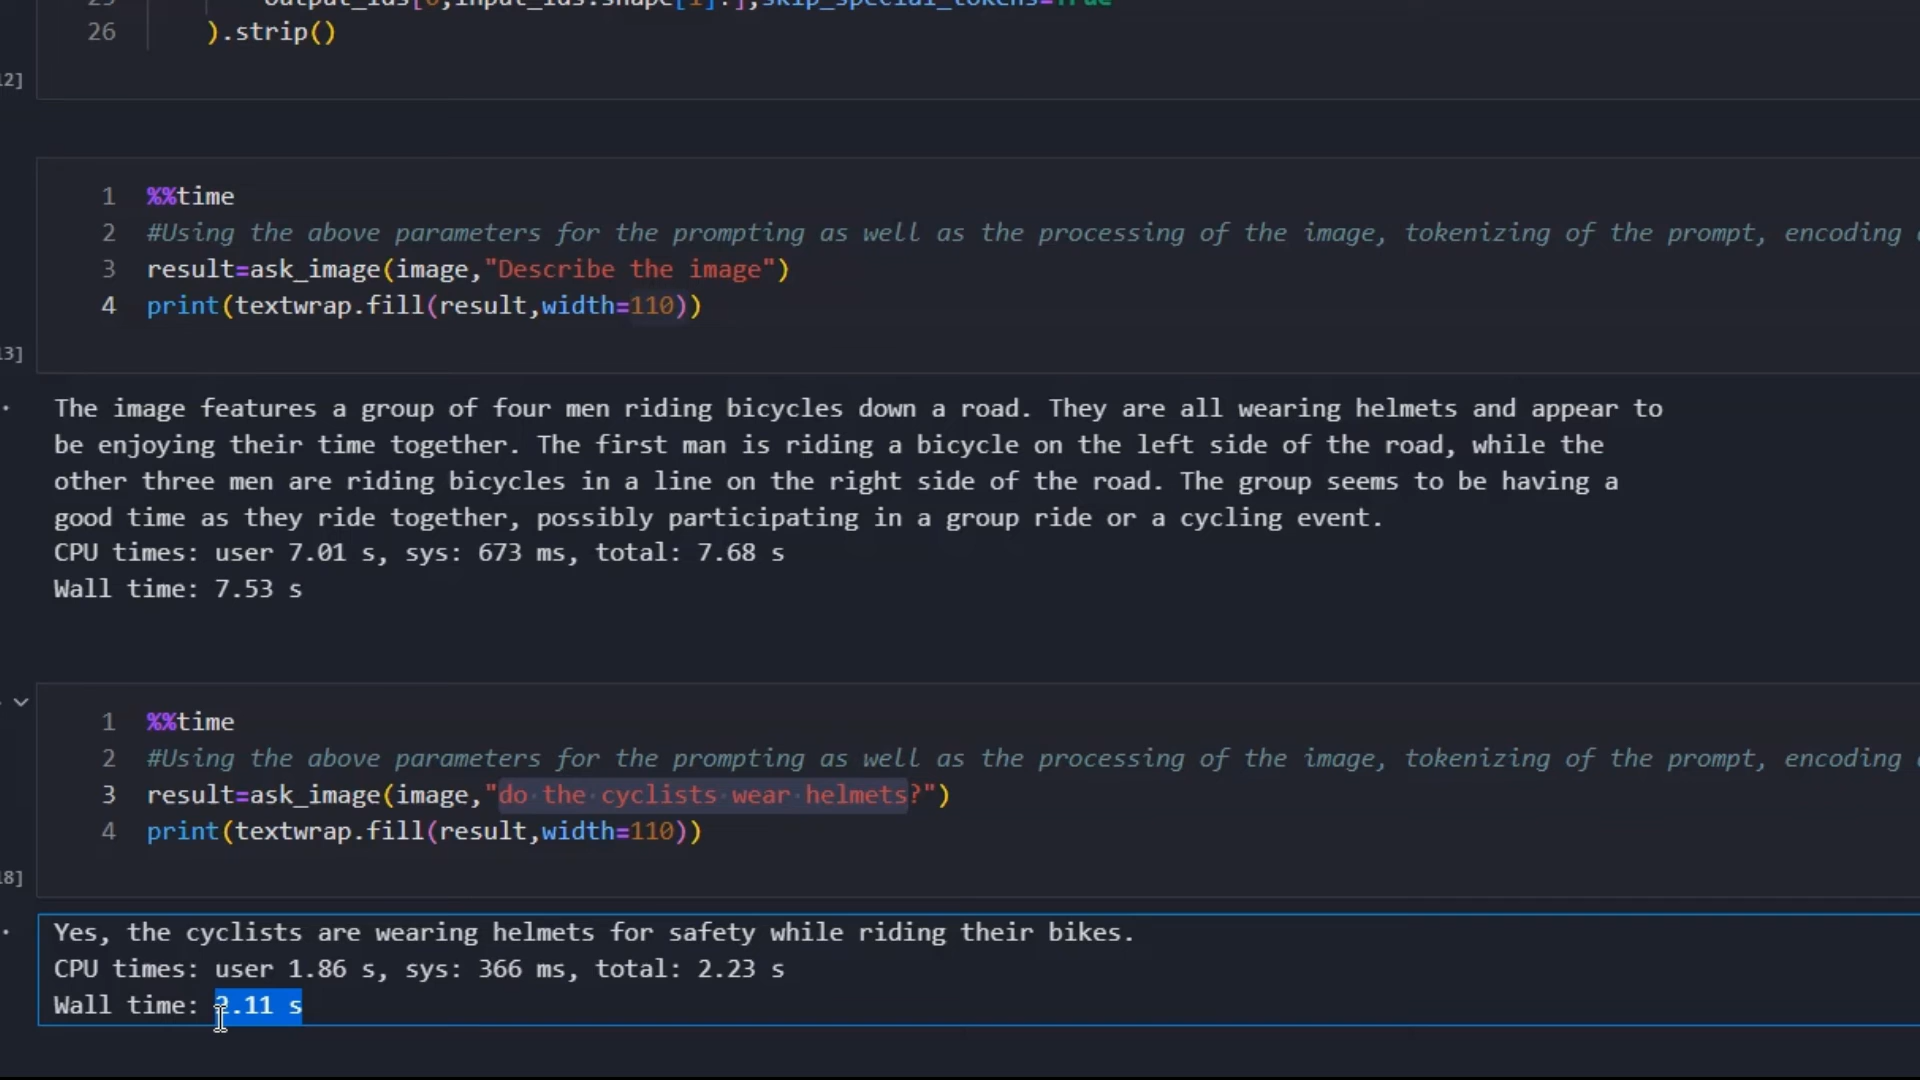 26 ).strip()
12]
1 %%time
2 #Using the above parameters for the prompting as well as the processing of the image, tokenizing of the prompt, encoding
3 result=ask_image(image,"Describe the image")
4 print(textwrap.fill(result,width=110))
13]
The image features a group of four men riding bicycles down a road. They are all wearing helmets and appear to
be enjoying their time together. The first man is riding a bicycle on the left side of the road, while the
other three men are riding bicycles in a line on the right side of the road. The group seems to be having a
good time as they ride together, possibly participating in a group ride or a cycling event.
CPU times: user 7.01 s, sys: 673 ms, total: 7.68 s
Wall time: 7.53 s
1 %%time
2 #Using the above parameters for the prompting as well as the processing of the image, tokenizing of the prompt, encoding
3 result=ask_image(image,"do the cyclists wear helmets?")
4 print(textwrap.fill(result,width=110))
18]
Yes, the cyclists are wearing helmets for safety while riding their bikes.
CPU times: user 1.86 s, sys: 366 ms, total: 2.23 s
Wall time: 2.11 s